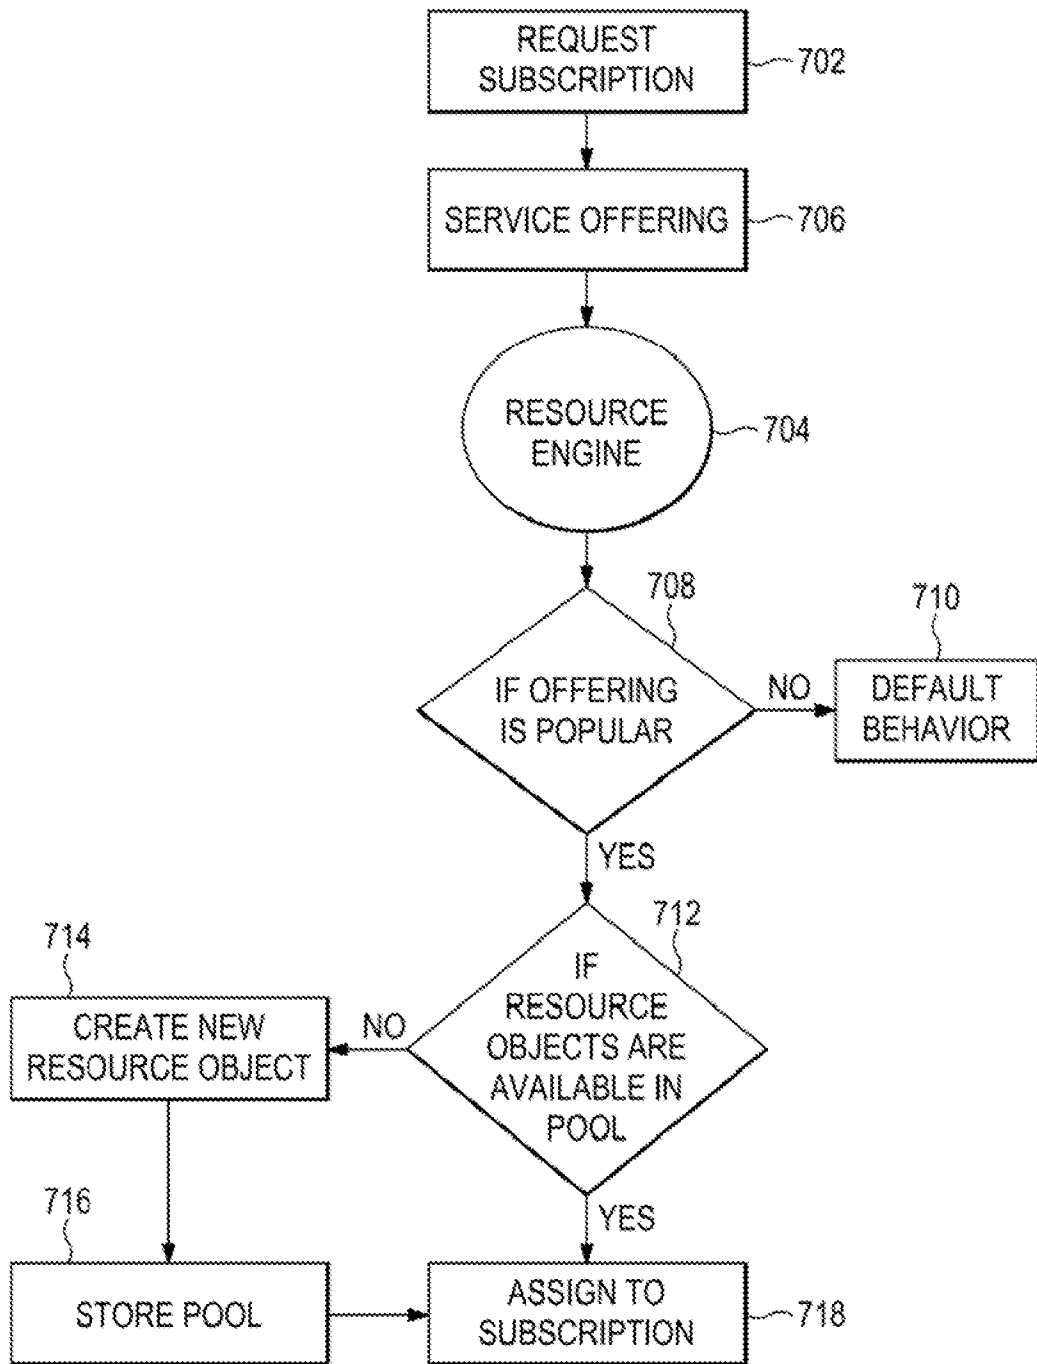 REQUEST
SUBSCRIPTION
702
SERVICE OFFERING
706
RESOURCE
ENGINE
704
708
IF OFFERING
IS POPULAR
NO
710
DEFAULT
BEHAVIOR
YES
712
IF
RESOURCE
OBJECTS ARE
AVAILABLE IN
POOL
NO
714
CREATE NEW
RESOURCE OBJECT
716
STORE POOL
YES
ASSIGN TO
SUBSCRIPTION
718